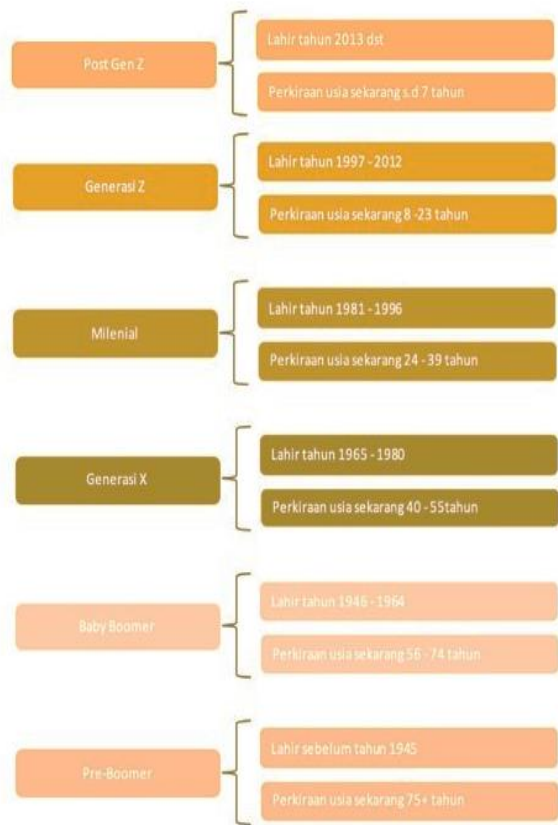 Post Gen Z
Lahir tahun 2013 dst
Perkiraan usia sekarang s.d 7 tahun
Generasi Z
Lahir tahun 1997 - 2012
Perkiraan usia sekarang 8 -23 tahun
Milenial
Lahir tahun 1981 - 1996
Perkiraan usia sekarang 24 - 39 tahun
Generasi X
Lahir tahun 1965 - 1980
Perkiraan usia sekarang 40 - 55tahun
Baby Boomer
Lahir tahun 1946 - 1964
Perkiraan usia sekarang 56 - 74 tahun
Pre-Boomer
Lahir sebelum tahun 1945
Perkiraan usia sekarang 75+ tahun